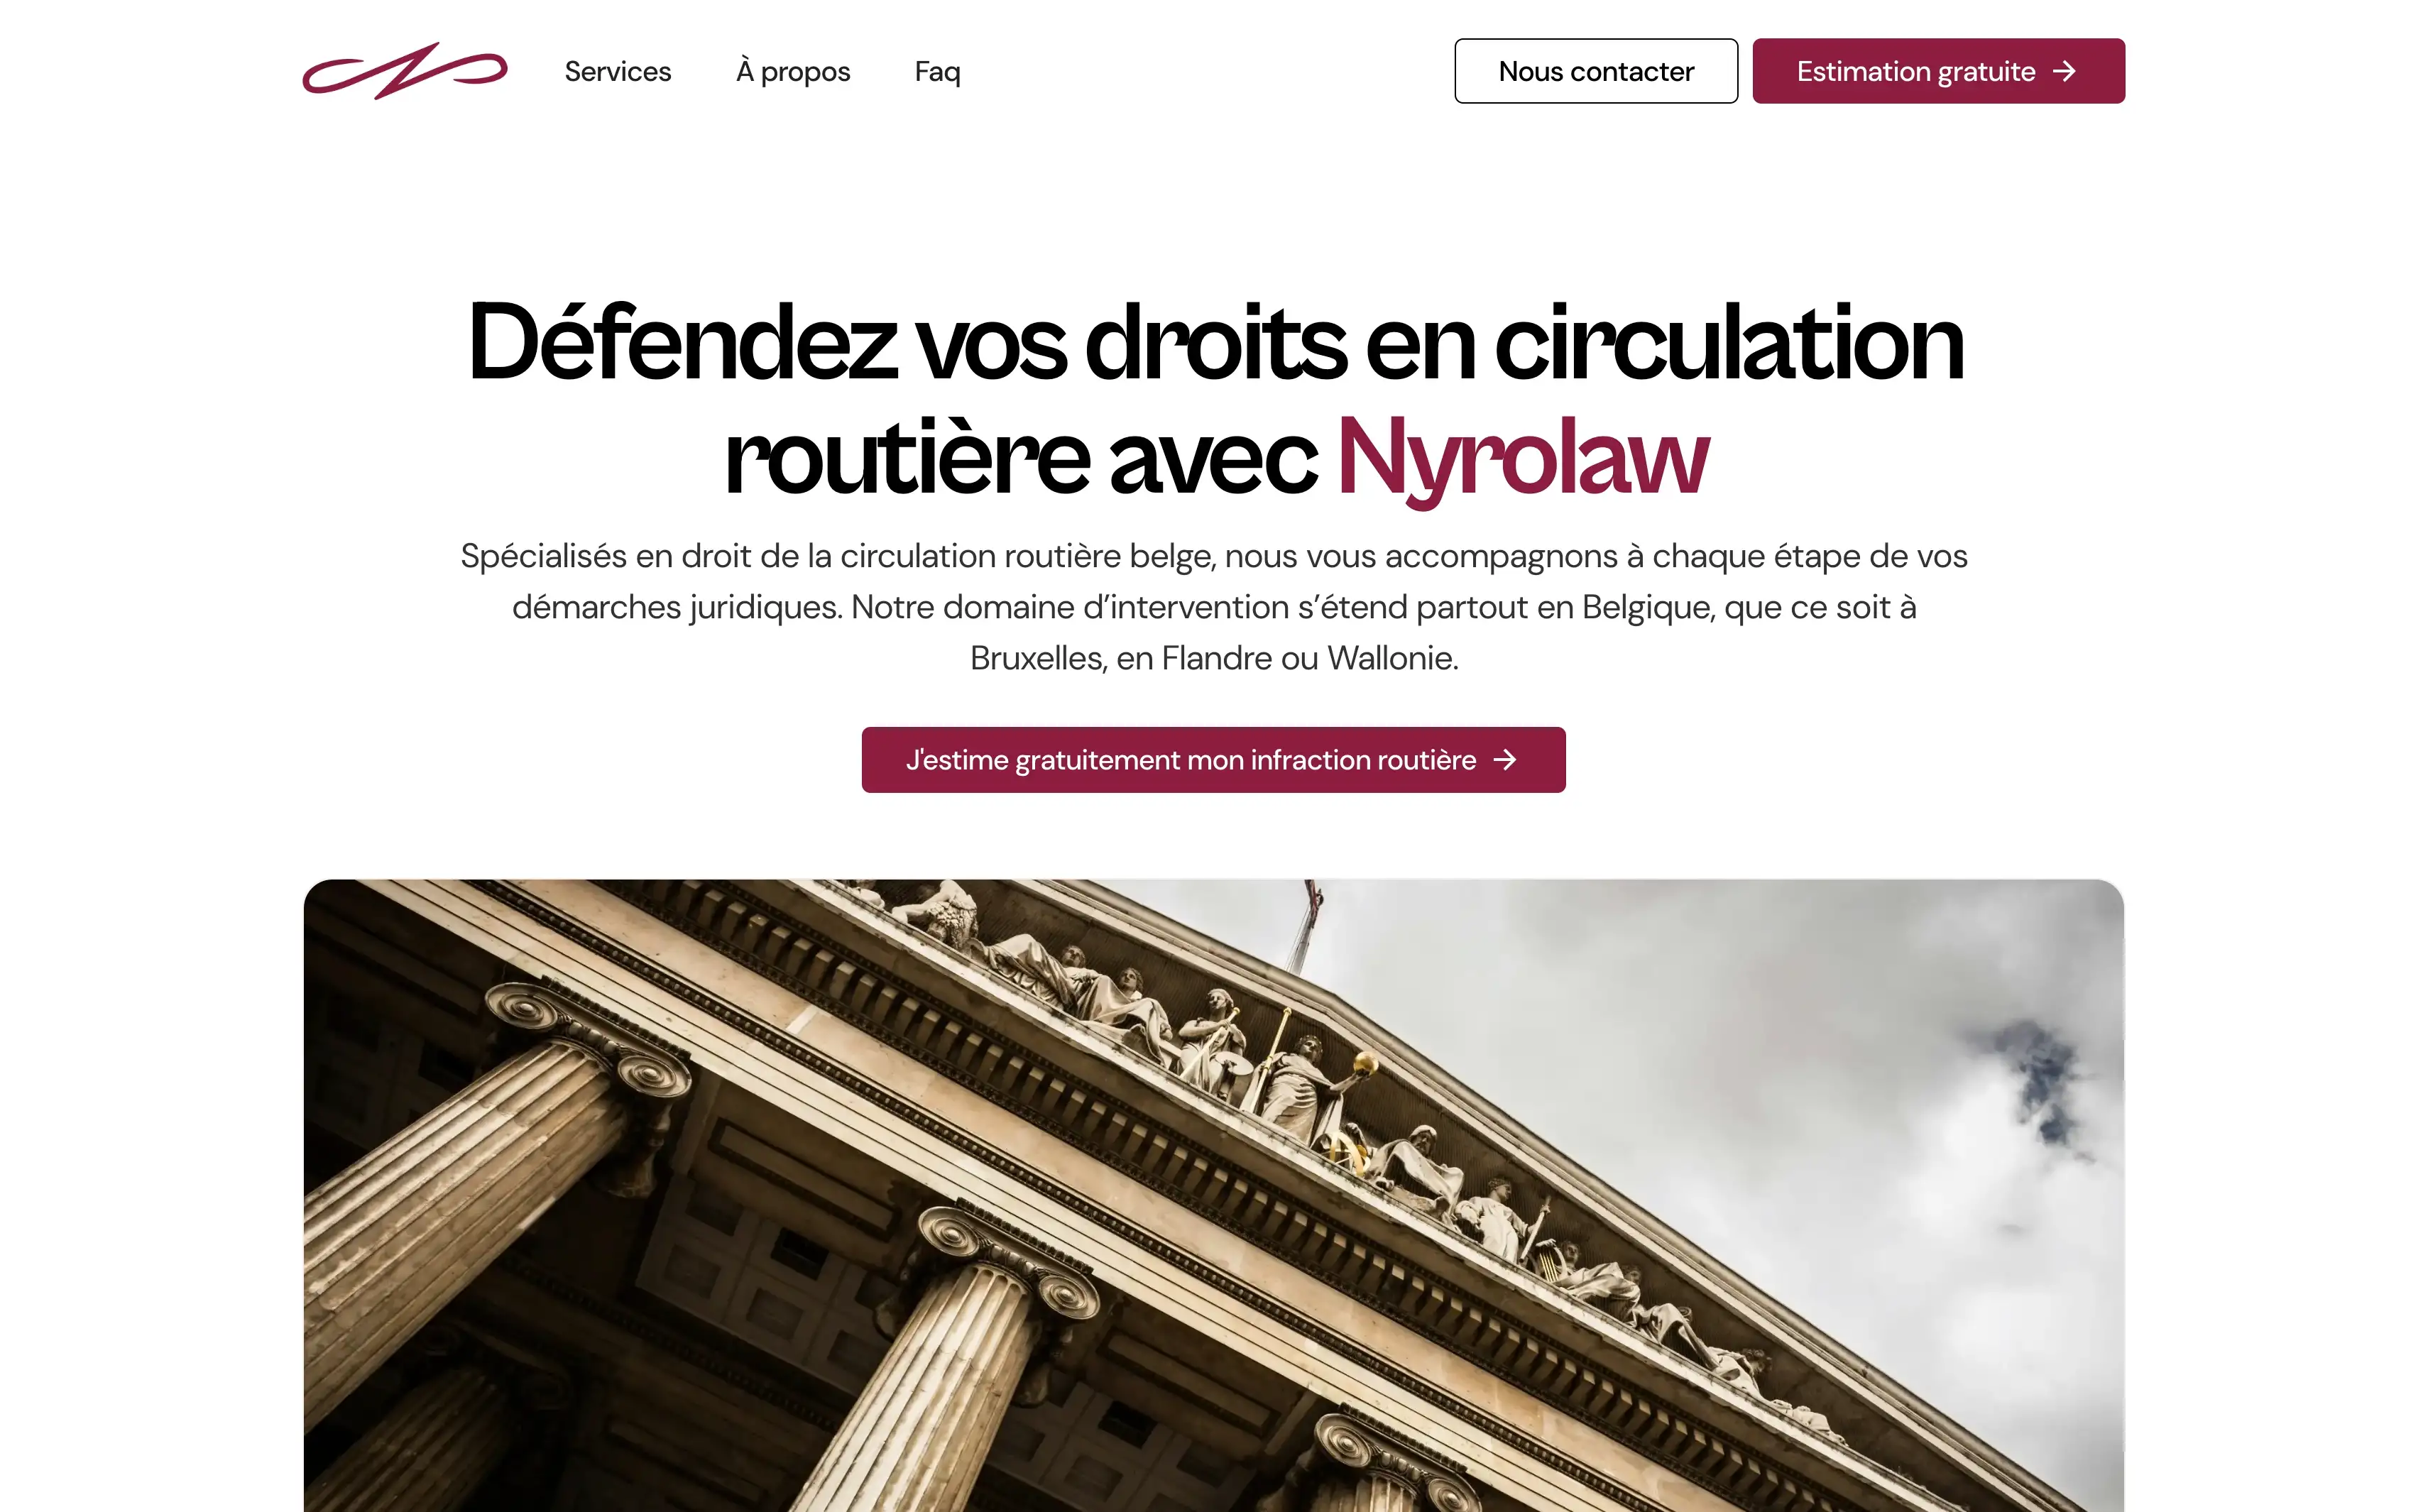 Services
À propos
Faq
Nous contacter
Estimation gratuite
Défendez vos droits en circulation
routière avec Nyrolaw
Spécialisés en droit de la circulation routière belge, nous vous accompagnons à chaque étape de vos
démarches juridiques. Notre domaine d’intervention s’étend partout en Belgique, que ce soit à
Bruxelles, en Flandre ou Wallonie.
J'estime gratuitement mon infraction routière